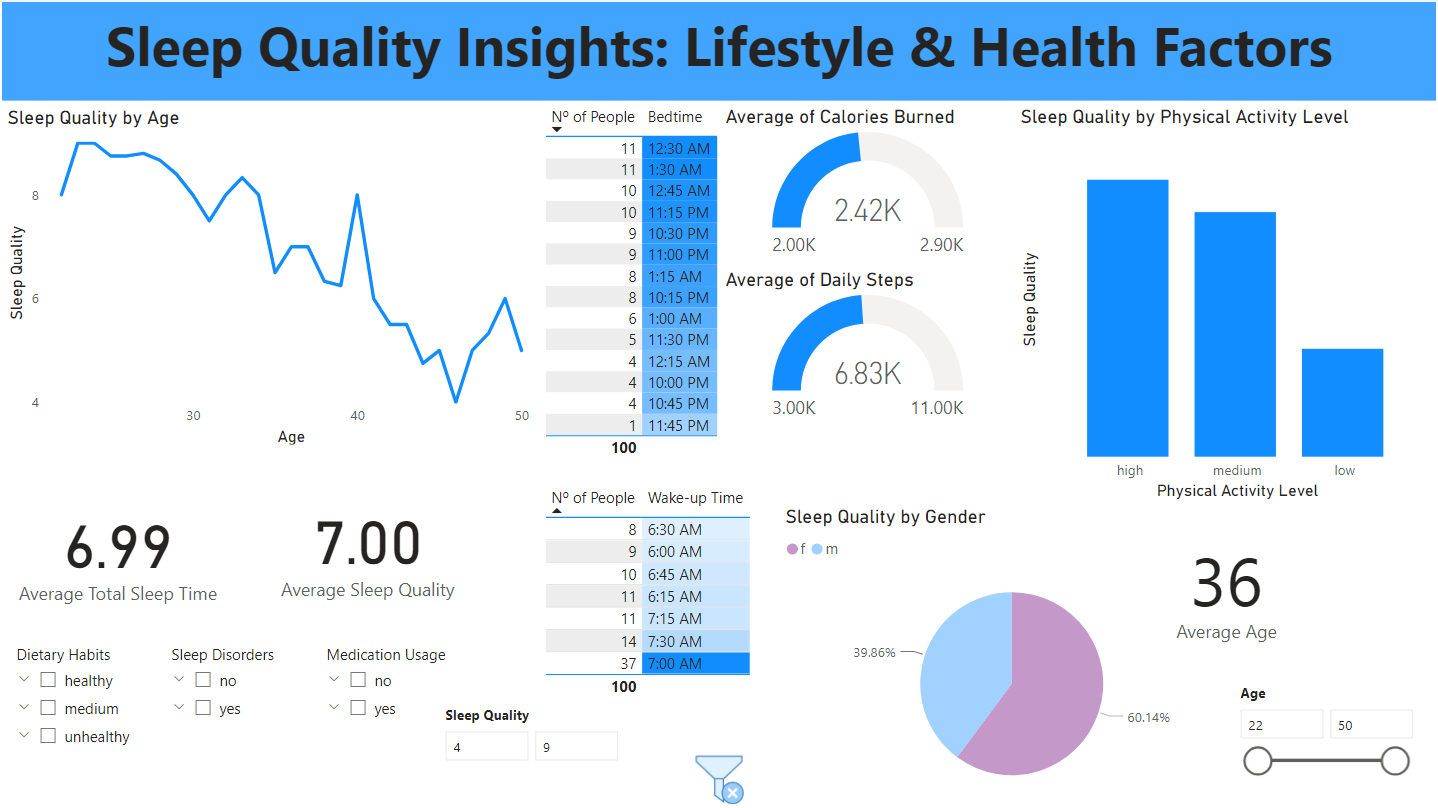 Sleep Quality Insights: Lifestyle & Health Factors
Sleep Quality by Age
Sleep Quality
8
6
4
30
40
50
Age
Nº of People Bedtime
11 12:30 AM
11 1:30 AM
10 12:45 AM
10 11:15 PM
9 10:30 PM
9 11:00 PM
8 1:15 AM
8 10:15 PM
6 1:00 AM
5 11:30 PM
4 12:15 AM
4 10:00 PM
4 10:45 PM
1 11:45 PM
100
Average of Calories Burned
2.42K
2.00K 2.90K
Average of Daily Steps
6.83K
3.00K 11.00K
Sleep Quality by Physical Activity Level
Sleep Quality
high medium low
Physical Activity Level
6.99
Average Total Sleep Time
7.00
Average Sleep Quality
Nº of People Wake-up Time
8 6:30 AM
9 6:00 AM
10 6:45 AM
11 6:15 AM
11 7:15 AM
14 7:30 AM
37 7:00 AM
100
Sleep Quality by Gender
f m
39.86%
60.14%
36
Average Age
Dietary Habits
healthy
medium
unhealthy
Sleep Disorders
no
yes
Medication Usage
no
yes
Sleep Quality
4 9
Age
22 50